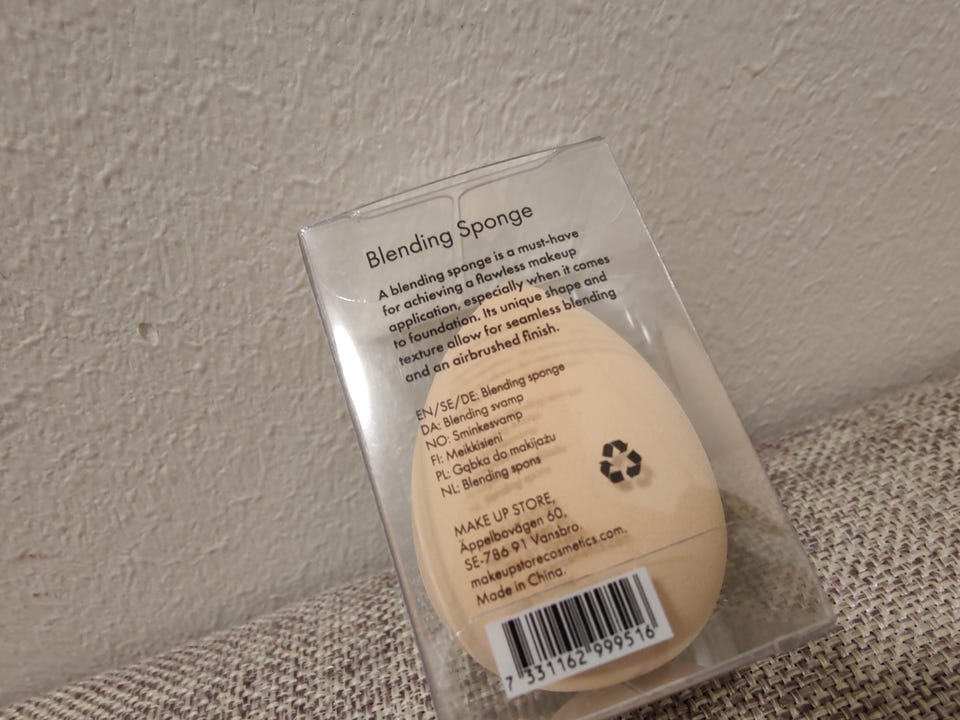 Blending Sponge
A blending sponge is a must-have
for achieving a flawless makeup
application, especially when it comes
to foundation. Its unique shape and
texture allow for seamless blending
and an airbrushed finish.
EN/SE/DE: Blending sponge
DA: Blending svamp
NO: Sminkesvamp
FI: Meikkisieni
PL: Gąbka do makijażu
NL: Blending spons
MAKE UP STORE,
Äppelbovägen 60,
SE-786 91 Vansbro.
makeupstorecosmetics.com.
Made in China.
7 331162 999516